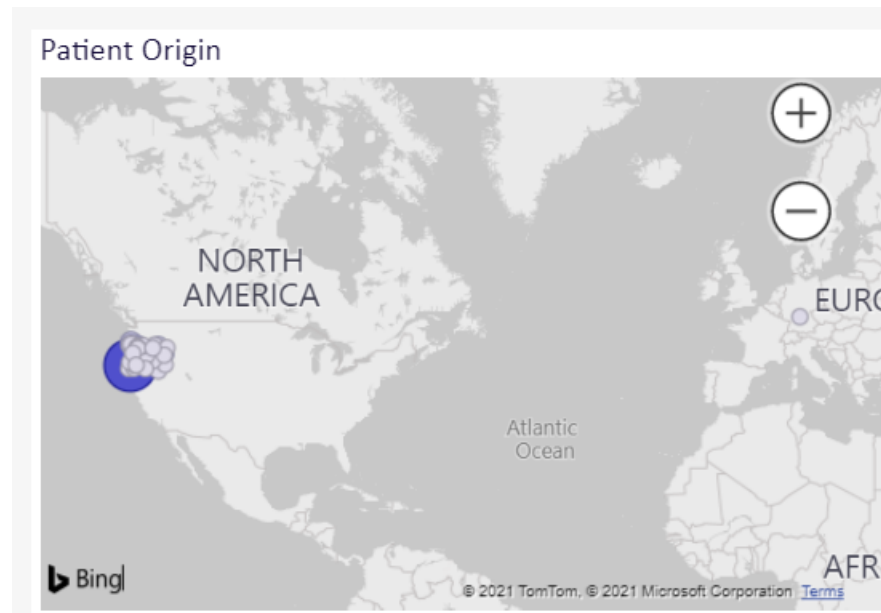 Patient Origin
NORTH
AMERICA
EURO
Atlantic
Ocean
AFR
Bing
© 2021 TomTom, © 2021 Microsoft Corporation Terms